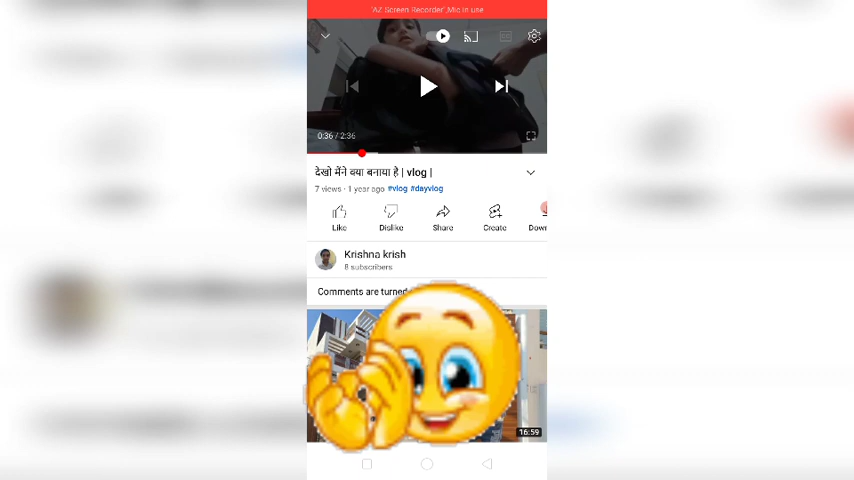 'AZ Screen Recorder',Mic in use
0:36 / 2:36
देखो मेंने क्या बनाया है | vlog |
7 views · 1 year ago #vlog #dayvlog
Like
Dislike
Share
Create
Down
Krishna krish
8 subscribers
Comments are turned
16:59